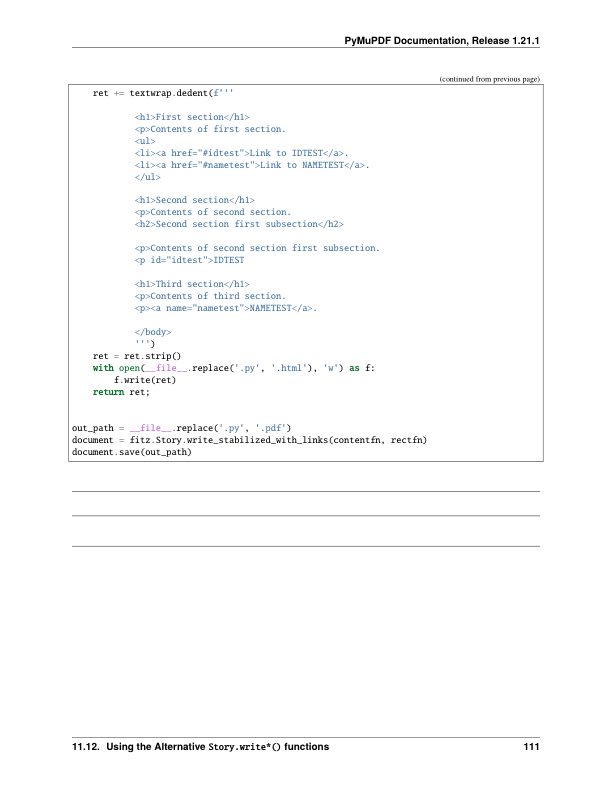 PyMuPDF Documentation, Release 1.21.1
(continued from previous page)
    ret += textwrap.dedent(f'''

            <h1>First section</h1>
            <p>Contents of first section.
            <ul>
            <li><a href="#idtest">Link to IDTEST</a>.
            <li><a href="#nametest">Link to NAMETEST</a>.
            </ul>

            <h1>Second section</h1>
            <p>Contents of second section.
            <h2>Second section first subsection</h2>

            <p>Contents of second section first subsection.
            <p id="idtest">IDTEST

            <h1>Third section</h1>
            <p>Contents of third section.
            <p><a name="nametest">NAMETEST</a>.

            </body>
            ''')
    ret = ret.strip()
    with open(__file__.replace('.py', '.html'), 'w') as f:
        f.write(ret)
    return ret;


out_path = __file__.replace('.py', '.pdf')
document = fitz.Story.write_stabilized_with_links(contentfn, rectfn)
document.save(out_path)
11.12. Using the Alternative Story.write*() functions 111